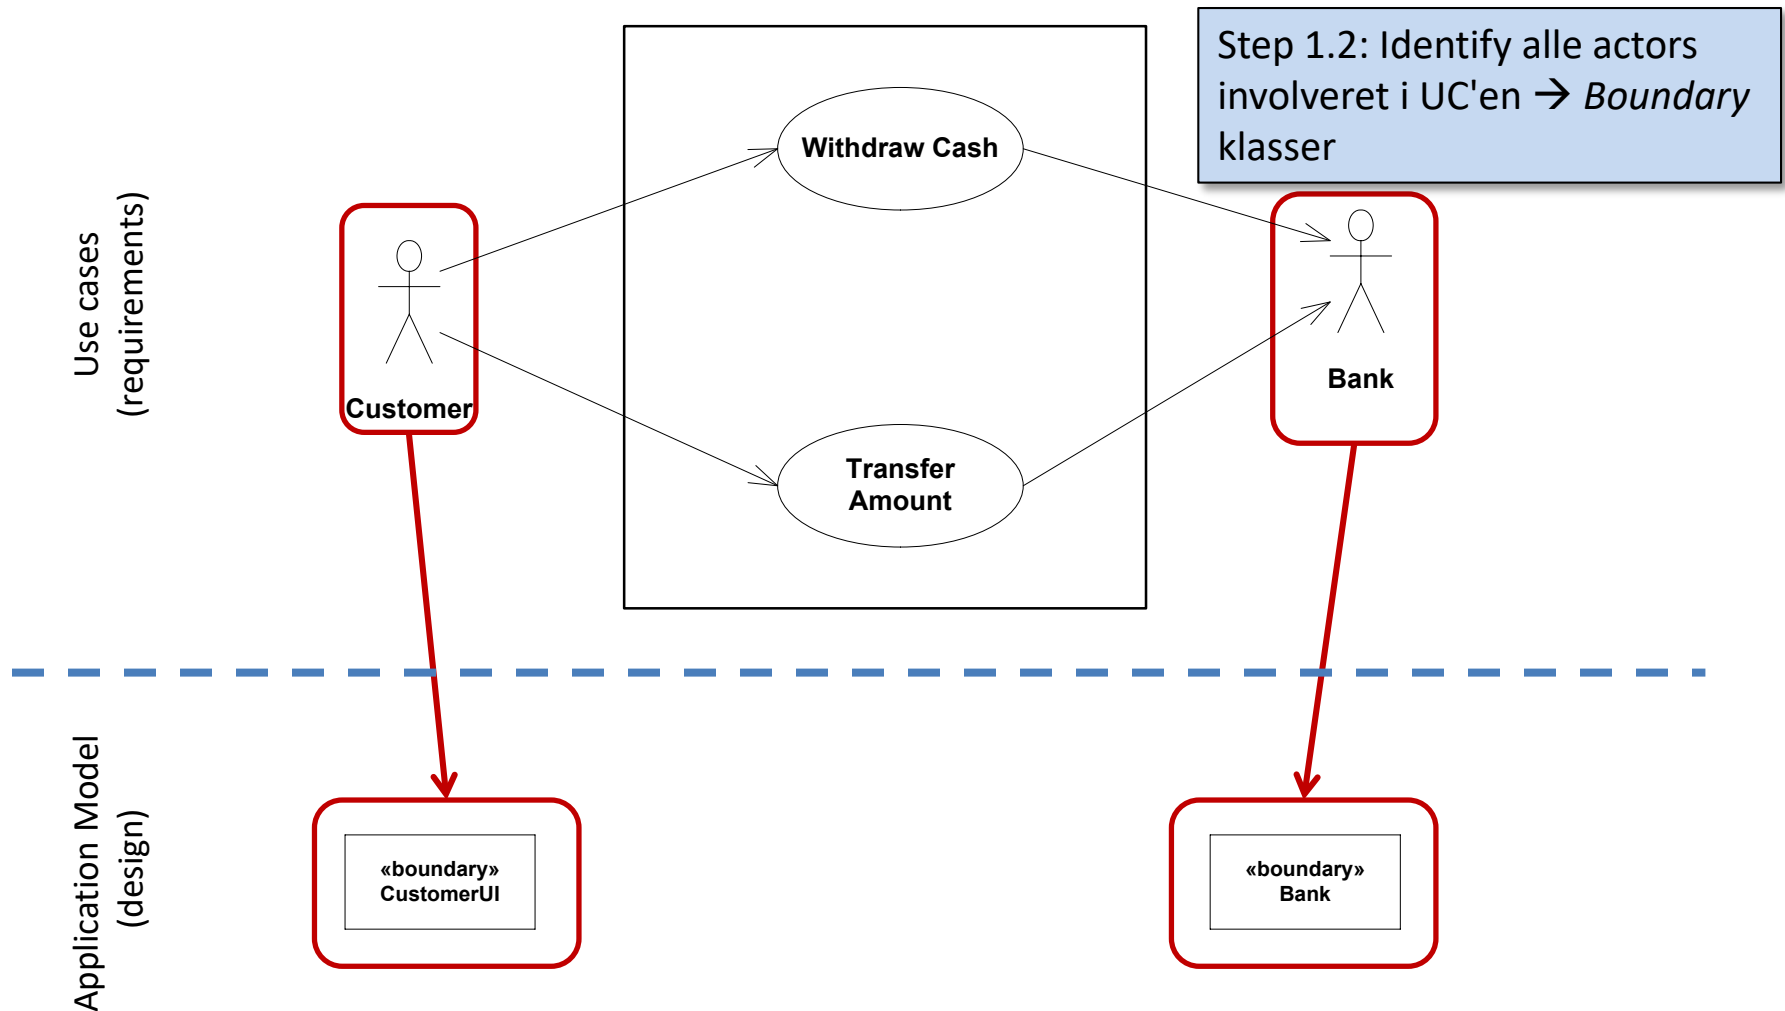 Step 1.2: Identify alle actors
involveret i UC'en → Boundary
klasser
Use cases
(requirements)
Withdraw Cash
Customer
Bank
Transfer
Amount
Application Model
(design)
«boundary»
CustomerUI
«boundary»
Bank